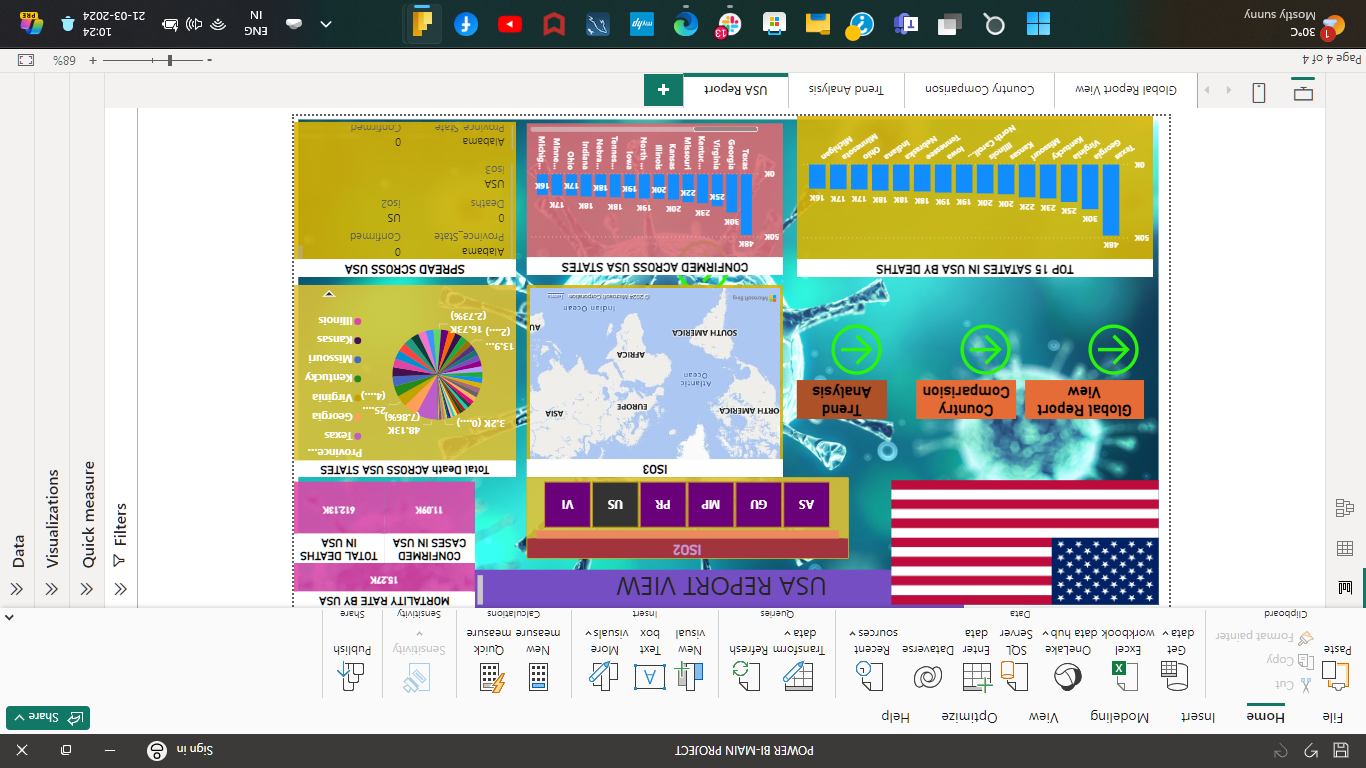 POWER BI-MAIN PROJECT
Sign in
File Home Insert Modeling View Optimize Help
Share
Paste
Cut
Copy
Format painter
Clipboard
Get data
Excel workbook
OneLake data hub
SQL Server
Enter data
Dataverse
Recent sources
Data
Transform data
Refresh
Queries
New visual
Text box
More visuals
Insert
New measure
Quick measure
Calculations
Sensitivity
Sensitivity
Publish
Share
USA REPORT VIEW
MORTALITY RATE BY USA
15.27K
CONFIRMED CASES IN USA
11.09K
TOTAL DEATHS IN USA
612.13K
ISO2
AS GU MP PR US VI
Global Report View
Country Comparision
Trend Analysis
ISO3
ORTH AMERICA
EUROPE
ASIA
Atlantic Ocean
AFRICA
SOUTH AMERICA
Indian Ocean
AU
Microsoft Bing
© 2024 Microsoft Corporation Terms
Total Death ACROSS USA STATES
Province...
Texas
Georgia
Virginia
Kentucky
Missouri
Kansas
Illinois
3.2K (0....)
48.13K (7.86%)
25.... (4....)
13.9... (2....)
16.73K (2.73%)
TOP 15 SATATES IN USA BY DEATHS
50K
0K
48K 30K 25K 23K 22K 20K 20K 19K 19K 18K 18K 18K 17K 17K 16K
Texas
Georgia
Virginia
Kentucky
Missouri
Kansas
Illinois
North Caroli...
Iowa
Tennessee
Nebraska
Indiana
Ohio
Minnesota
Michigan
CONFIRMED ACROSS USA STATES
50K
0K
48K 30K 25K 23K 22K 20K 20K 19K 19K 18K 18K 18K 17K 17K 16K
Texas
Georgia
Virginia
Kentuc...
Missouri
Kansas
Illinois
North ...
Iowa
Tennes...
Nebra...
Indiana
Ohio
Minne...
Michig...
SPREAD SCROSS USA
Alabama 0
Province_State Confirmed
0 US
Deaths iso2
USA
iso3
Alabama 0
Province_State Confirmed
Filters
Quick measure
Visualizations
Data
Global Report View
Country Comparison
Trend Analysis
USA Report
Page 4 of 4
68%
30°C
Mostly sunny
ENG
IN
10:24
21-03-2024